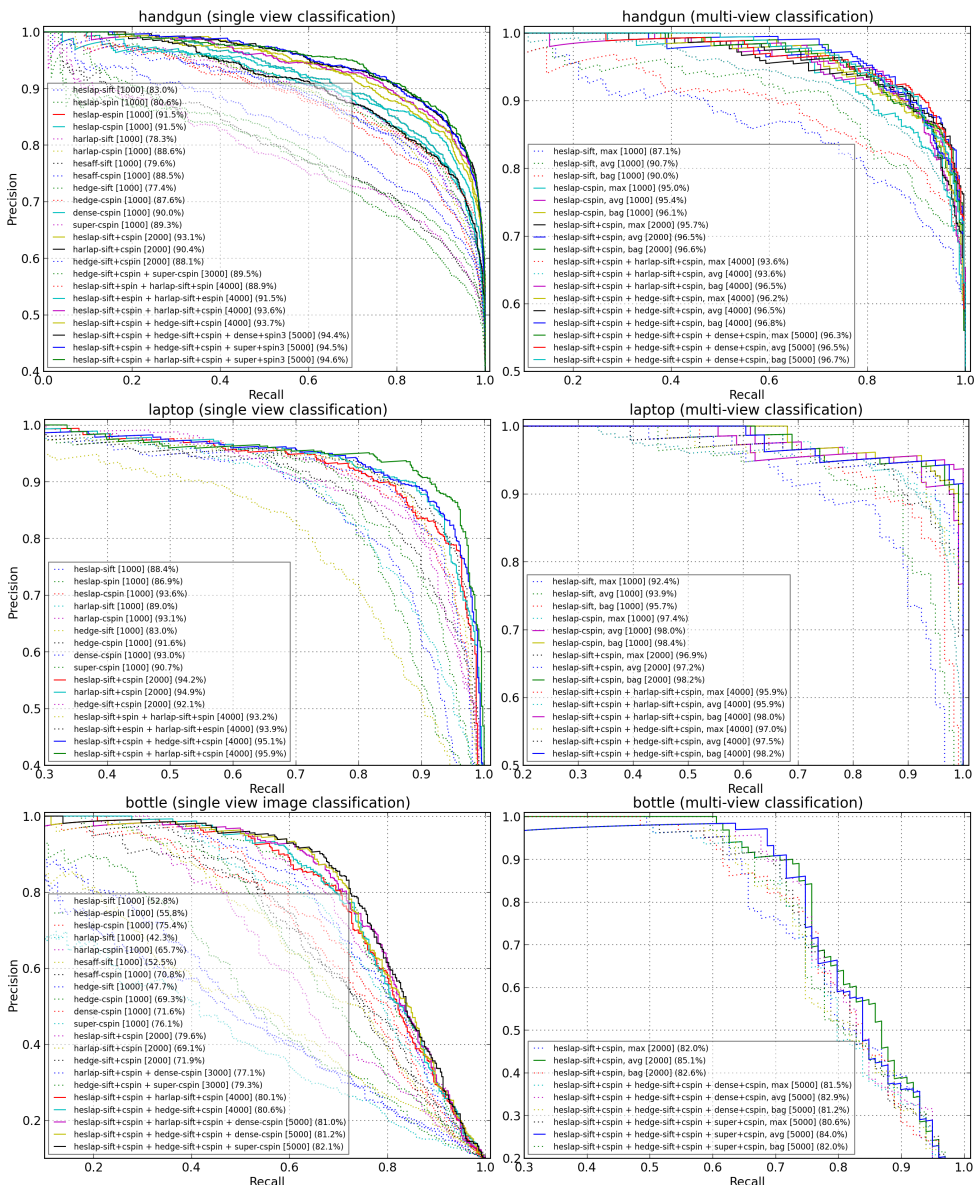 handgun (single view classification)
1.0
0.9
0.8
0.7
0.6
0.5
0.4
Precision
heslap-sift [1000] (83.0%)
heslap-spin [1000] (80.6%)
heslap-espin [1000] (91.5%)
heslap-cspin [1000] (91.5%)
harlap-sift [1000] (78.3%)
harlap-cspin [1000] (88.6%)
hesaff-sift [1000] (79.6%)
hesaff-cspin [1000] (88.5%)
hedge-sift [1000] (77.4%)
hedge-cspin [1000] (87.6%)
dense-cspin [1000] (90.0%)
super-cspin [1000] (89.3%)
heslap-sift+cspin [2000] (93.1%)
harlap-sift+cspin [2000] (90.4%)
hedge-sift+cspin [2000] (88.1%)
hedge-sift+cspin + super-cspin [3000] (89.5%)
heslap-sift+spin + harlap-sift+spin [4000] (88.9%)
heslap-sift+espin + harlap-sift+espin [4000] (91.5%)
heslap-sift+cspin + harlap-sift+cspin [4000] (93.6%)
heslap-sift+cspin + hedge-sift+cspin [4000] (93.7%)
heslap-sift+cspin + hedge-sift+cspin + dense+spin3 [5000] (94.4%)
heslap-sift+cspin + hedge-sift+cspin + super+spin3 [5000] (94.5%)
heslap-sift+cspin + harlap-sift+cspin + super+spin3 [5000] (94.6%)
0.0 0.2 0.4 0.6 0.8 1.0
Recall
handgun (multi-view classification)
1.0
0.9
0.8
0.7
0.6
0.5
heslap-sift, max [1000] (87.1%)
heslap-sift, avg [1000] (90.7%)
heslap-sift, bag [1000] (90.0%)
heslap-cspin, max [1000] (95.0%)
heslap-cspin, avg [1000] (95.4%)
heslap-cspin, bag [1000] (96.1%)
heslap-sift+cspin, max [2000] (95.7%)
heslap-sift+cspin, avg [2000] (96.5%)
heslap-sift+cspin, bag [2000] (96.6%)
heslap-sift+cspin + harlap-sift+cspin, max [4000] (93.6%)
heslap-sift+cspin + harlap-sift+cspin, avg [4000] (93.6%)
heslap-sift+cspin + harlap-sift+cspin, bag [4000] (96.5%)
heslap-sift+cspin + hedge-sift+cspin, max [4000] (96.2%)
heslap-sift+cspin + hedge-sift+cspin, avg [4000] (96.5%)
heslap-sift+cspin + hedge-sift+cspin, bag [4000] (96.8%)
heslap-sift+cspin + hedge-sift+cspin + dense+cspin, max [5000] (96.3%)
heslap-sift+cspin + hedge-sift+cspin + dense+cspin, avg [5000] (96.5%)
heslap-sift+cspin + hedge-sift+cspin + dense+cspin, bag [5000] (96.7%)
0.2 0.4 0.6 0.8 1.0
Recall
laptop (single view classification)
1.0
0.9
0.8
0.7
0.6
0.5
0.4
Precision
heslap-sift [1000] (88.4%)
heslap-spin [1000] (86.9%)
heslap-cspin [1000] (93.6%)
harlap-sift [1000] (89.0%)
harlap-cspin [1000] (93.1%)
hedge-sift [1000] (83.0%)
hedge-cspin [1000] (91.6%)
dense-cspin [1000] (93.0%)
super-cspin [1000] (90.7%)
heslap-sift+cspin [2000] (94.2%)
harlap-sift+cspin [2000] (94.9%)
hedge-sift+cspin [2000] (92.1%)
heslap-sift+spin + harlap-sift+spin [4000] (93.2%)
heslap-sift+espin + harlap-sift+espin [4000] (93.9%)
heslap-sift+cspin + hedge-sift+cspin [4000] (95.1%)
heslap-sift+cspin + harlap-sift+cspin [4000] (95.9%)
0.3 0.4 0.5 0.6 0.7 0.8 0.9 1.0
Recall
laptop (multi-view classification)
1.0
0.9
0.8
0.7
0.6
0.5
heslap-sift, max [1000] (92.4%)
heslap-sift, avg [1000] (93.9%)
heslap-sift, bag [1000] (95.7%)
heslap-cspin, max [1000] (97.4%)
heslap-cspin, avg [1000] (98.0%)
heslap-cspin, bag [1000] (98.4%)
heslap-sift+cspin, max [2000] (96.9%)
heslap-sift+cspin, avg [2000] (97.2%)
heslap-sift+cspin, bag [2000] (98.2%)
heslap-sift+cspin + harlap-sift+cspin, max [4000] (95.9%)
heslap-sift+cspin + harlap-sift+cspin, avg [4000] (95.9%)
heslap-sift+cspin + harlap-sift+cspin, bag [4000] (98.0%)
heslap-sift+cspin + hedge-sift+cspin, max [4000] (97.0%)
heslap-sift+cspin + hedge-sift+cspin, avg [4000] (97.5%)
heslap-sift+cspin + hedge-sift+cspin, bag [4000] (98.2%)
0.2 0.3 0.4 0.5 0.6 0.7 0.8 0.9 1.0
Recall
bottle (single view image classification)
1.0
0.8
0.6
0.4
0.2
Precision
heslap-sift [1000] (52.8%)
heslap-espin [1000] (55.8%)
heslap-cspin [1000] (75.4%)
harlap-sift [1000] (42.3%)
harlap-cspin [1000] (65.7%)
hesaff-sift [1000] (52.5%)
hesaff-cspin [1000] (70.8%)
hedge-sift [1000] (47.7%)
hedge-cspin [1000] (69.3%)
dense-cspin [1000] (71.6%)
super-cspin [1000] (76.1%)
heslap-sift+cspin [2000] (79.6%)
harlap-sift+cspin [2000] (69.1%)
hedge-sift+cspin [2000] (71.9%)
harlap-sift+cspin + dense-cspin [3000] (77.1%)
hedge-sift+cspin + super-cspin [3000] (79.3%)
heslap-sift+cspin + harlap-sift+cspin [4000] (80.1%)
heslap-sift+cspin + hedge-sift+cspin [4000] (80.6%)
heslap-sift+cspin + harlap-sift+cspin + dense-cspin [5000] (81.0%)
heslap-sift+cspin + hedge-sift+cspin + dense-cspin [5000] (81.2%)
heslap-sift+cspin + hedge-sift+cspin + super-cspin [5000] (82.1%)
0.2 0.4 0.6 0.8 1.0
Recall
bottle (multi-view classification)
1.0
0.9
0.8
0.7
0.6
0.5
0.4
0.3
0.2
heslap-sift+cspin, max [2000] (82.0%)
heslap-sift+cspin, avg [2000] (85.1%)
heslap-sift+cspin, bag [2000] (82.6%)
heslap-sift+cspin + hedge-sift+cspin + dense+cspin, max [5000] (81.5%)
heslap-sift+cspin + hedge-sift+cspin + dense+cspin, avg [5000] (82.9%)
heslap-sift+cspin + hedge-sift+cspin + dense+cspin, bag [5000] (81.2%)
heslap-sift+cspin + hedge-sift+cspin + super+cspin, max [5000] (80.6%)
heslap-sift+cspin + hedge-sift+cspin + super+cspin, avg [5000] (84.0%)
heslap-sift+cspin + hedge-sift+cspin + super+cspin, bag [5000] (82.0%)
0.3 0.4 0.5 0.6 0.7 0.8 0.9 1.0
Recall